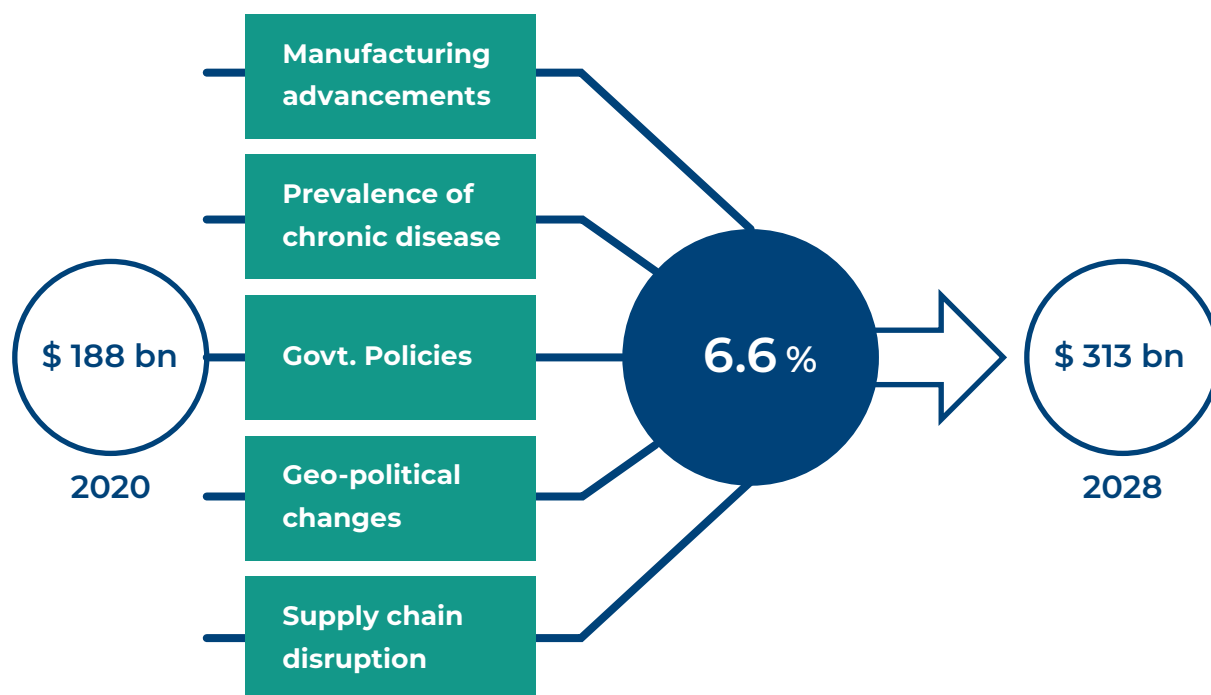 Manufacturing
advancements
Prevalence of
chronic disease
$ 188 bn
2020
Govt. Policies
6.6 %
$ 313 bn
2028
Geo-political
changes
Supply chain
disruption